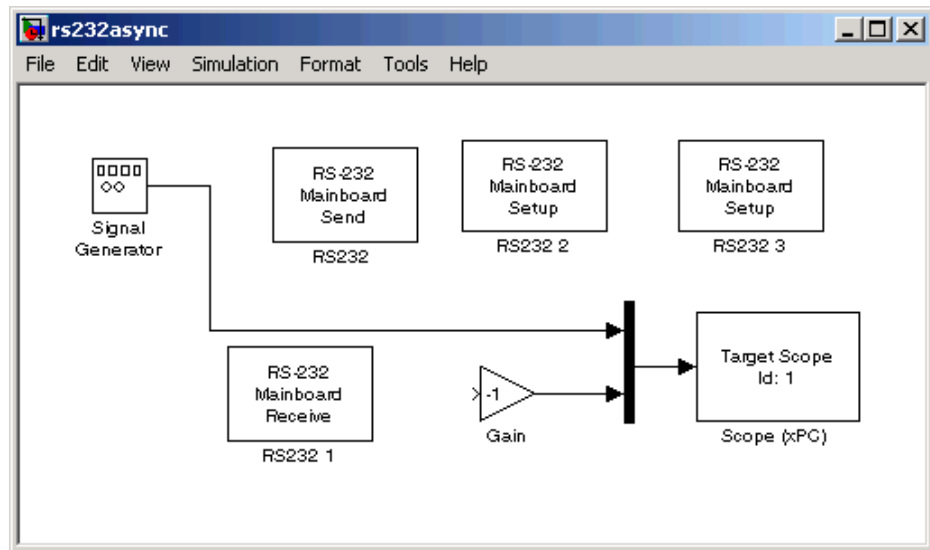 rs232async
File Edit View Simulation Format Tools Help
Signal
Generator
RS-232
Mainboard
Send
RS232
RS-232
Mainboard
Setup
RS232 2
RS-232
Mainboard
Setup
RS232 3
RS-232
Mainboard
Receive
RS232 1
-1
Gain
Target Scope
Id: 1
Scope (xPC)